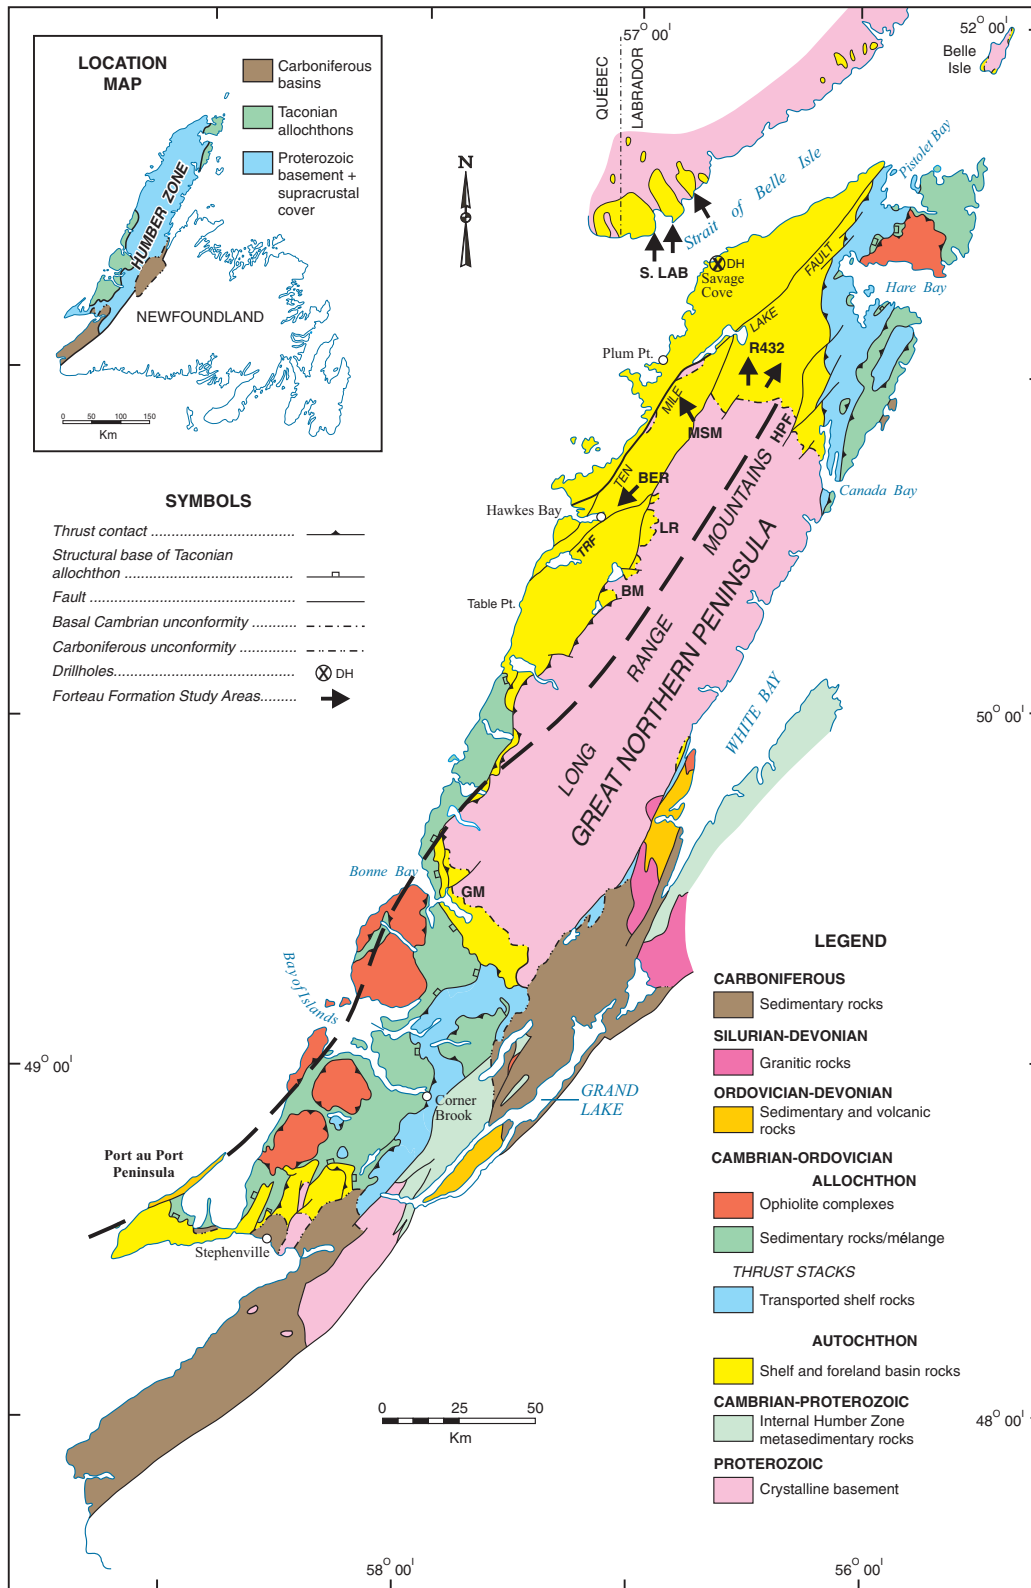 LOCATION
MAP
Carboniferous
basins
Taconian
allochthons
Proterozoic
basement +
supracrustal
cover
HUMBER ZONE
NEWFOUNDLAND
0 50 100 150
Km
N
57° 00'
52° 00'
Belle
Isle
QUÉBEC
LABRADOR
Strait of Belle Isle
Pistolet Bay
S. LAB
DH
Savage
Cove
FAULT
LAKE
MILE
TEN
Hare Bay
Plum Pt.
R432
MSM
HPF
BER
Canada Bay
Hawkes Bay
LR
TRF
BM
Table Pt.
LONG RANGE MOUNTAINS
GREAT NORTHERN PENINSULA
WHITE BAY
50° 00'
SYMBOLS
Thrust contact
Structural base of Taconian
allochthon
Fault
Basal Cambrian unconformity
Carboniferous unconformity
Drillholes DH
Forteau Formation Study Areas
Bonne Bay
GM
Bay of Islands
49° 00'
Corner
Brook
GRAND
LAKE
Port au Port
Peninsula
Stephenville
0 25 50
Km
LEGEND
CARBONIFEROUS
Sedimentary rocks
SILURIAN-DEVONIAN
Granitic rocks
ORDOVICIAN-DEVONIAN
Sedimentary and volcanic
rocks
CAMBRIAN-ORDOVICIAN
ALLOCHTHON
Ophiolite complexes
Sedimentary rocks/mélange
THRUST STACKS
Transported shelf rocks
AUTOCHTHON
Shelf and foreland basin rocks
CAMBRIAN-PROTEROZOIC
Internal Humber Zone
metasedimentary rocks
PROTEROZOIC
Crystalline basement
48° 00'
58° 00'
56° 00'